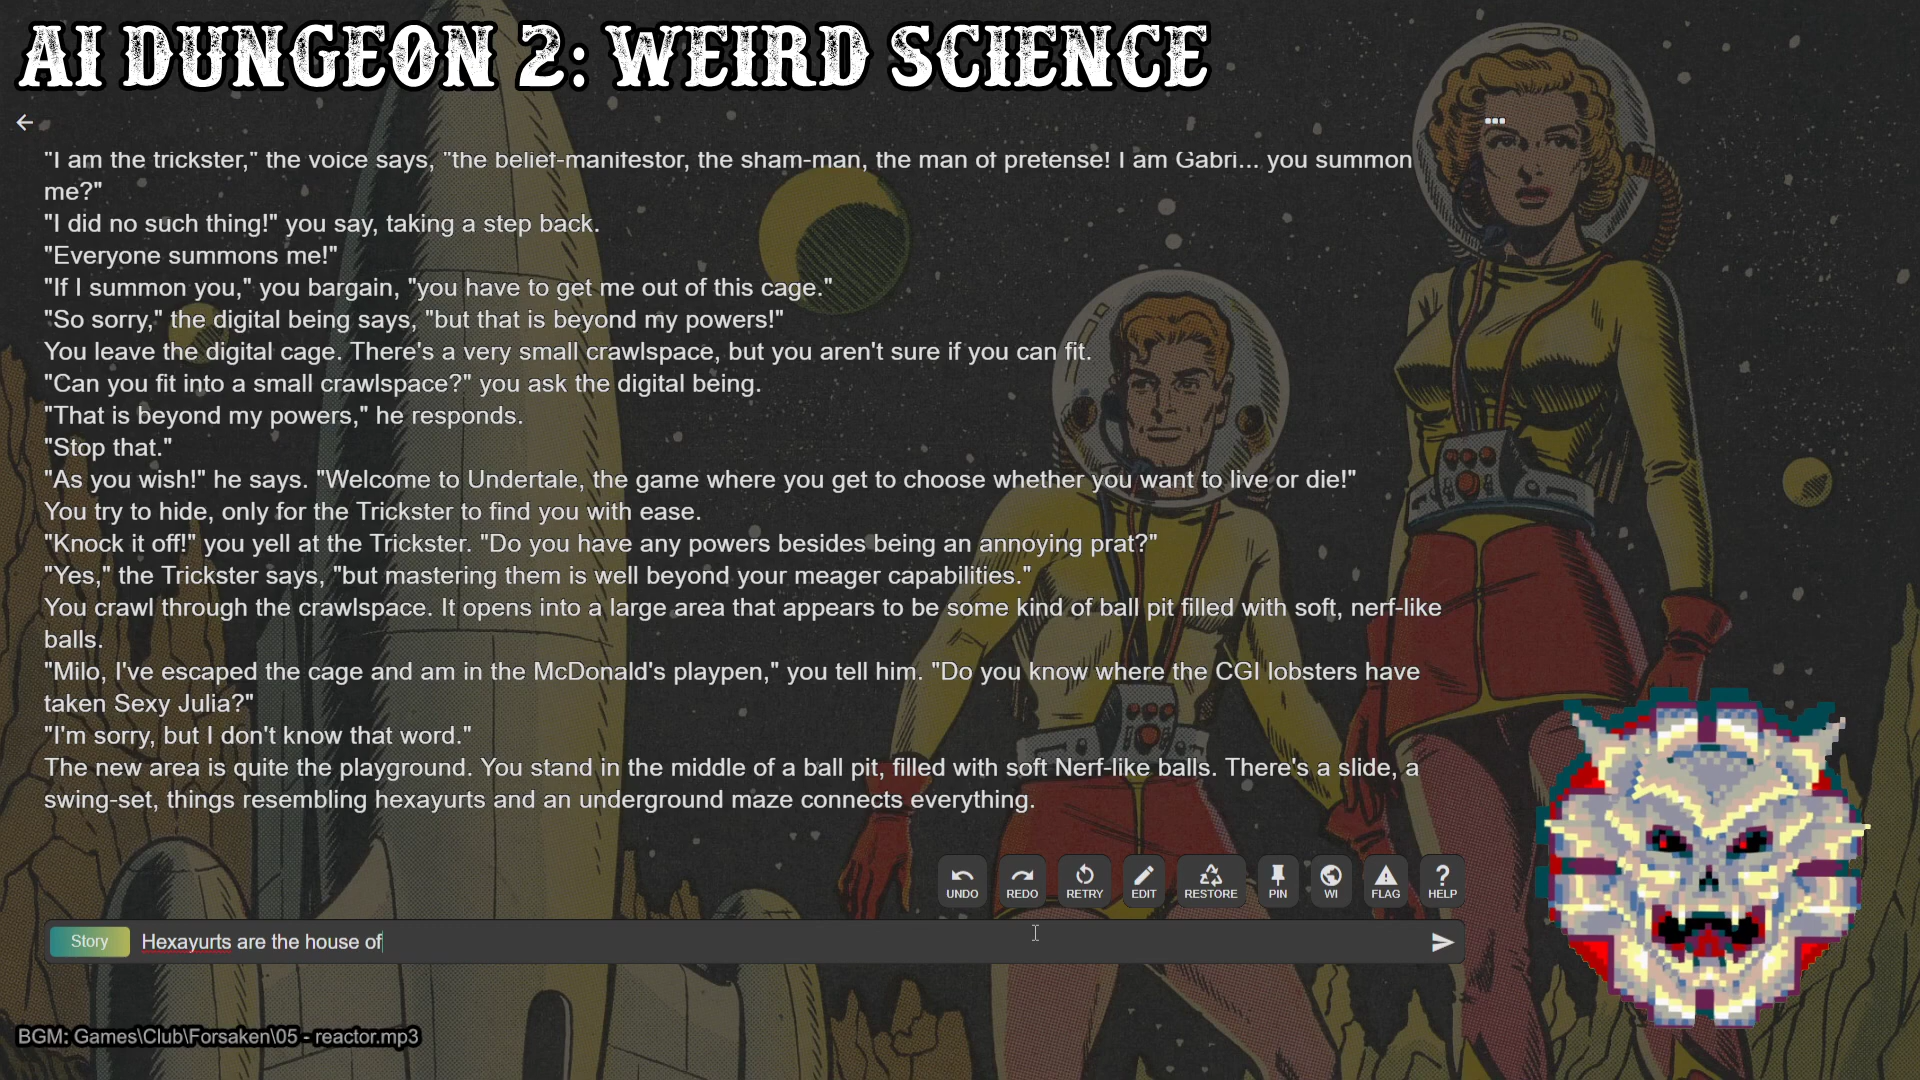 AI DUNGEON 2: WEIRD SCIENCE
"I am the trickster," the voice says, "the belief-manifestor, the sham-man, the man of pretense! I am Gabri... you summon
me?"
"I did no such thing!" you say, taking a step back.
"Everyone summons me!"
"If I summon you," you bargain, "you have to get me out of this cage."
"So sorry," the digital being says, "but that is beyond my powers!"
You leave the digital cage. There's a very small crawlspace, but you aren't sure if you can fit.
"Can you fit into a small crawlspace?" you ask the digital being.
"That is beyond my powers," he responds.
"Stop that."
"As you wish!" he says. "Welcome to Undertale, the game where you get to choose whether you want to live or die!"
You try to hide, only for the Trickster to find you with ease.
"Knock it off!" you yell at the Trickster. "Do you have any powers besides being an annoying prat?"
"Yes," the Trickster says, "but mastering them is well beyond your meager capabilities."
You crawl through the crawlspace. It opens into a large area that appears to be some kind of ball pit filled with soft, nerf-like
balls.
"Milo, I've escaped the cage and am in the McDonald's playpen," you tell him. "Do you know where the CGI lobsters have
taken Sexy Julia?"
"I'm sorry, but I don't know that word."
The new area is quite the playground. You stand in the middle of a ball pit, filled with soft Nerf-like balls. There's a slide, a
swing-set, things resembling hexayurts and an underground maze connects everything.
UNDO REDO RETRY EDIT RESTORE PIN WI FLAG HELP
Story Hexayurts are the house of
BGM: Games\Club\Forsaken\05 - reactor.mp3